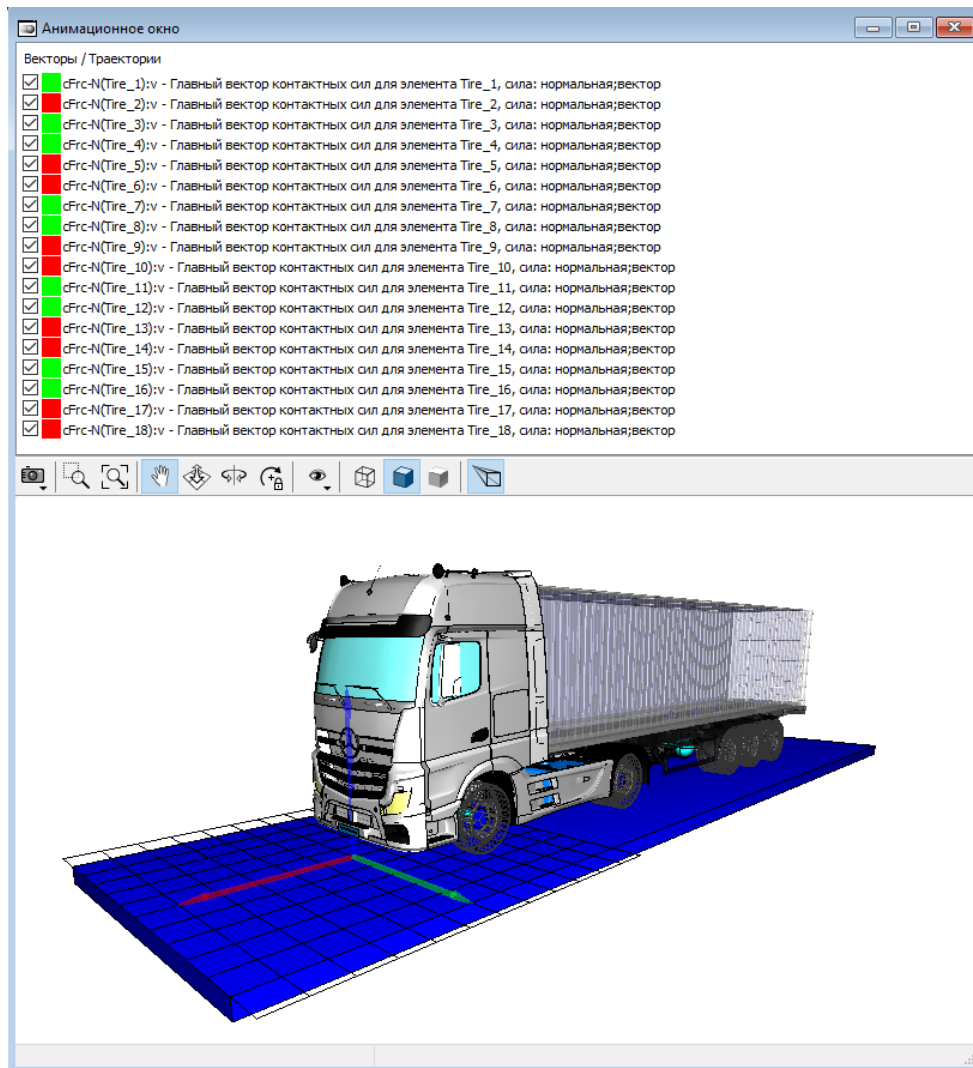 Анимационное окно
Векторы / Траектории
cFrc-N(Tire_1):v - Главный вектор контактных сил для элемента Tire_1, сила: нормальная;вектор
cFrc-N(Tire_2):v - Главный вектор контактных сил для элемента Tire_2, сила: нормальная;вектор
cFrc-N(Tire_3):v - Главный вектор контактных сил для элемента Tire_3, сила: нормальная;вектор
cFrc-N(Tire_4):v - Главный вектор контактных сил для элемента Tire_4, сила: нормальная;вектор
cFrc-N(Tire_5):v - Главный вектор контактных сил для элемента Tire_5, сила: нормальная;вектор
cFrc-N(Tire_6):v - Главный вектор контактных сил для элемента Tire_6, сила: нормальная;вектор
cFrc-N(Tire_7):v - Главный вектор контактных сил для элемента Tire_7, сила: нормальная;вектор
cFrc-N(Tire_8):v - Главный вектор контактных сил для элемента Tire_8, сила: нормальная;вектор
cFrc-N(Tire_9):v - Главный вектор контактных сил для элемента Tire_9, сила: нормальная;вектор
cFrc-N(Tire_10):v - Главный вектор контактных сил для элемента Tire_10, сила: нормальная;вектор
cFrc-N(Tire_11):v - Главный вектор контактных сил для элемента Tire_11, сила: нормальная;вектор
cFrc-N(Tire_12):v - Главный вектор контактных сил для элемента Tire_12, сила: нормальная;вектор
cFrc-N(Tire_13):v - Главный вектор контактных сил для элемента Tire_13, сила: нормальная;вектор
cFrc-N(Tire_14):v - Главный вектор контактных сил для элемента Tire_14, сила: нормальная;вектор
cFrc-N(Tire_15):v - Главный вектор контактных сил для элемента Tire_15, сила: нормальная;вектор
cFrc-N(Tire_16):v - Главный вектор контактных сил для элемента Tire_16, сила: нормальная;вектор
cFrc-N(Tire_17):v - Главный вектор контактных сил для элемента Tire_17, сила: нормальная;вектор
cFrc-N(Tire_18):v - Главный вектор контактных сил для элемента Tire_18, сила: нормальная;вектор